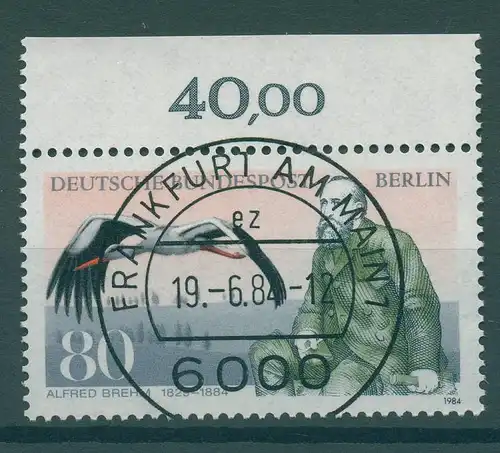 40,00
DEUTSCHE BUNDESPOST BERLIN
FRANKFURT AM MAIN 1
ez
19.-6.84-12
6000
80
ALFRED BREHM 1829-1884
1984